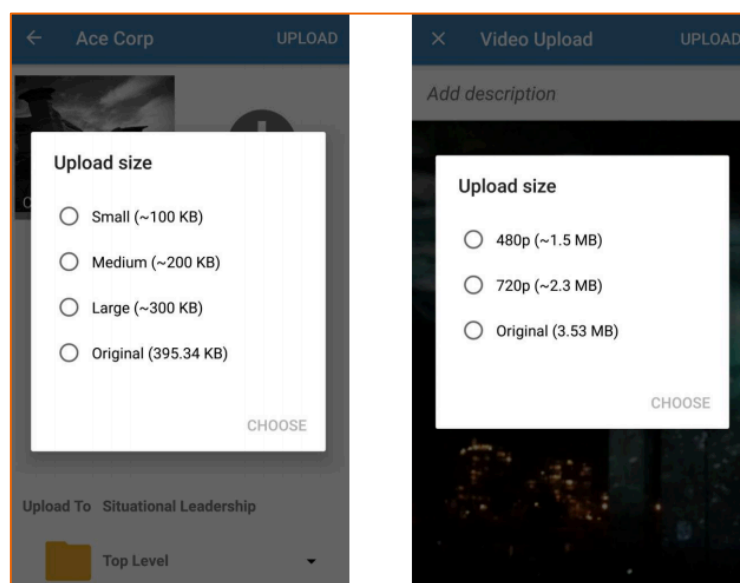 Ace Corp
UPLOAD
Upload size
Small (~100 KB)
Medium (~200 KB)
Large (~300 KB)
Original (395.34 KB)
CHOOSE
Upload To Situational Leadership
Top Level
Video Upload
UPLOAD
Add description
Upload size
480p (~1.5 MB)
720p (~2.3 MB)
Original (3.53 MB)
CHOOSE